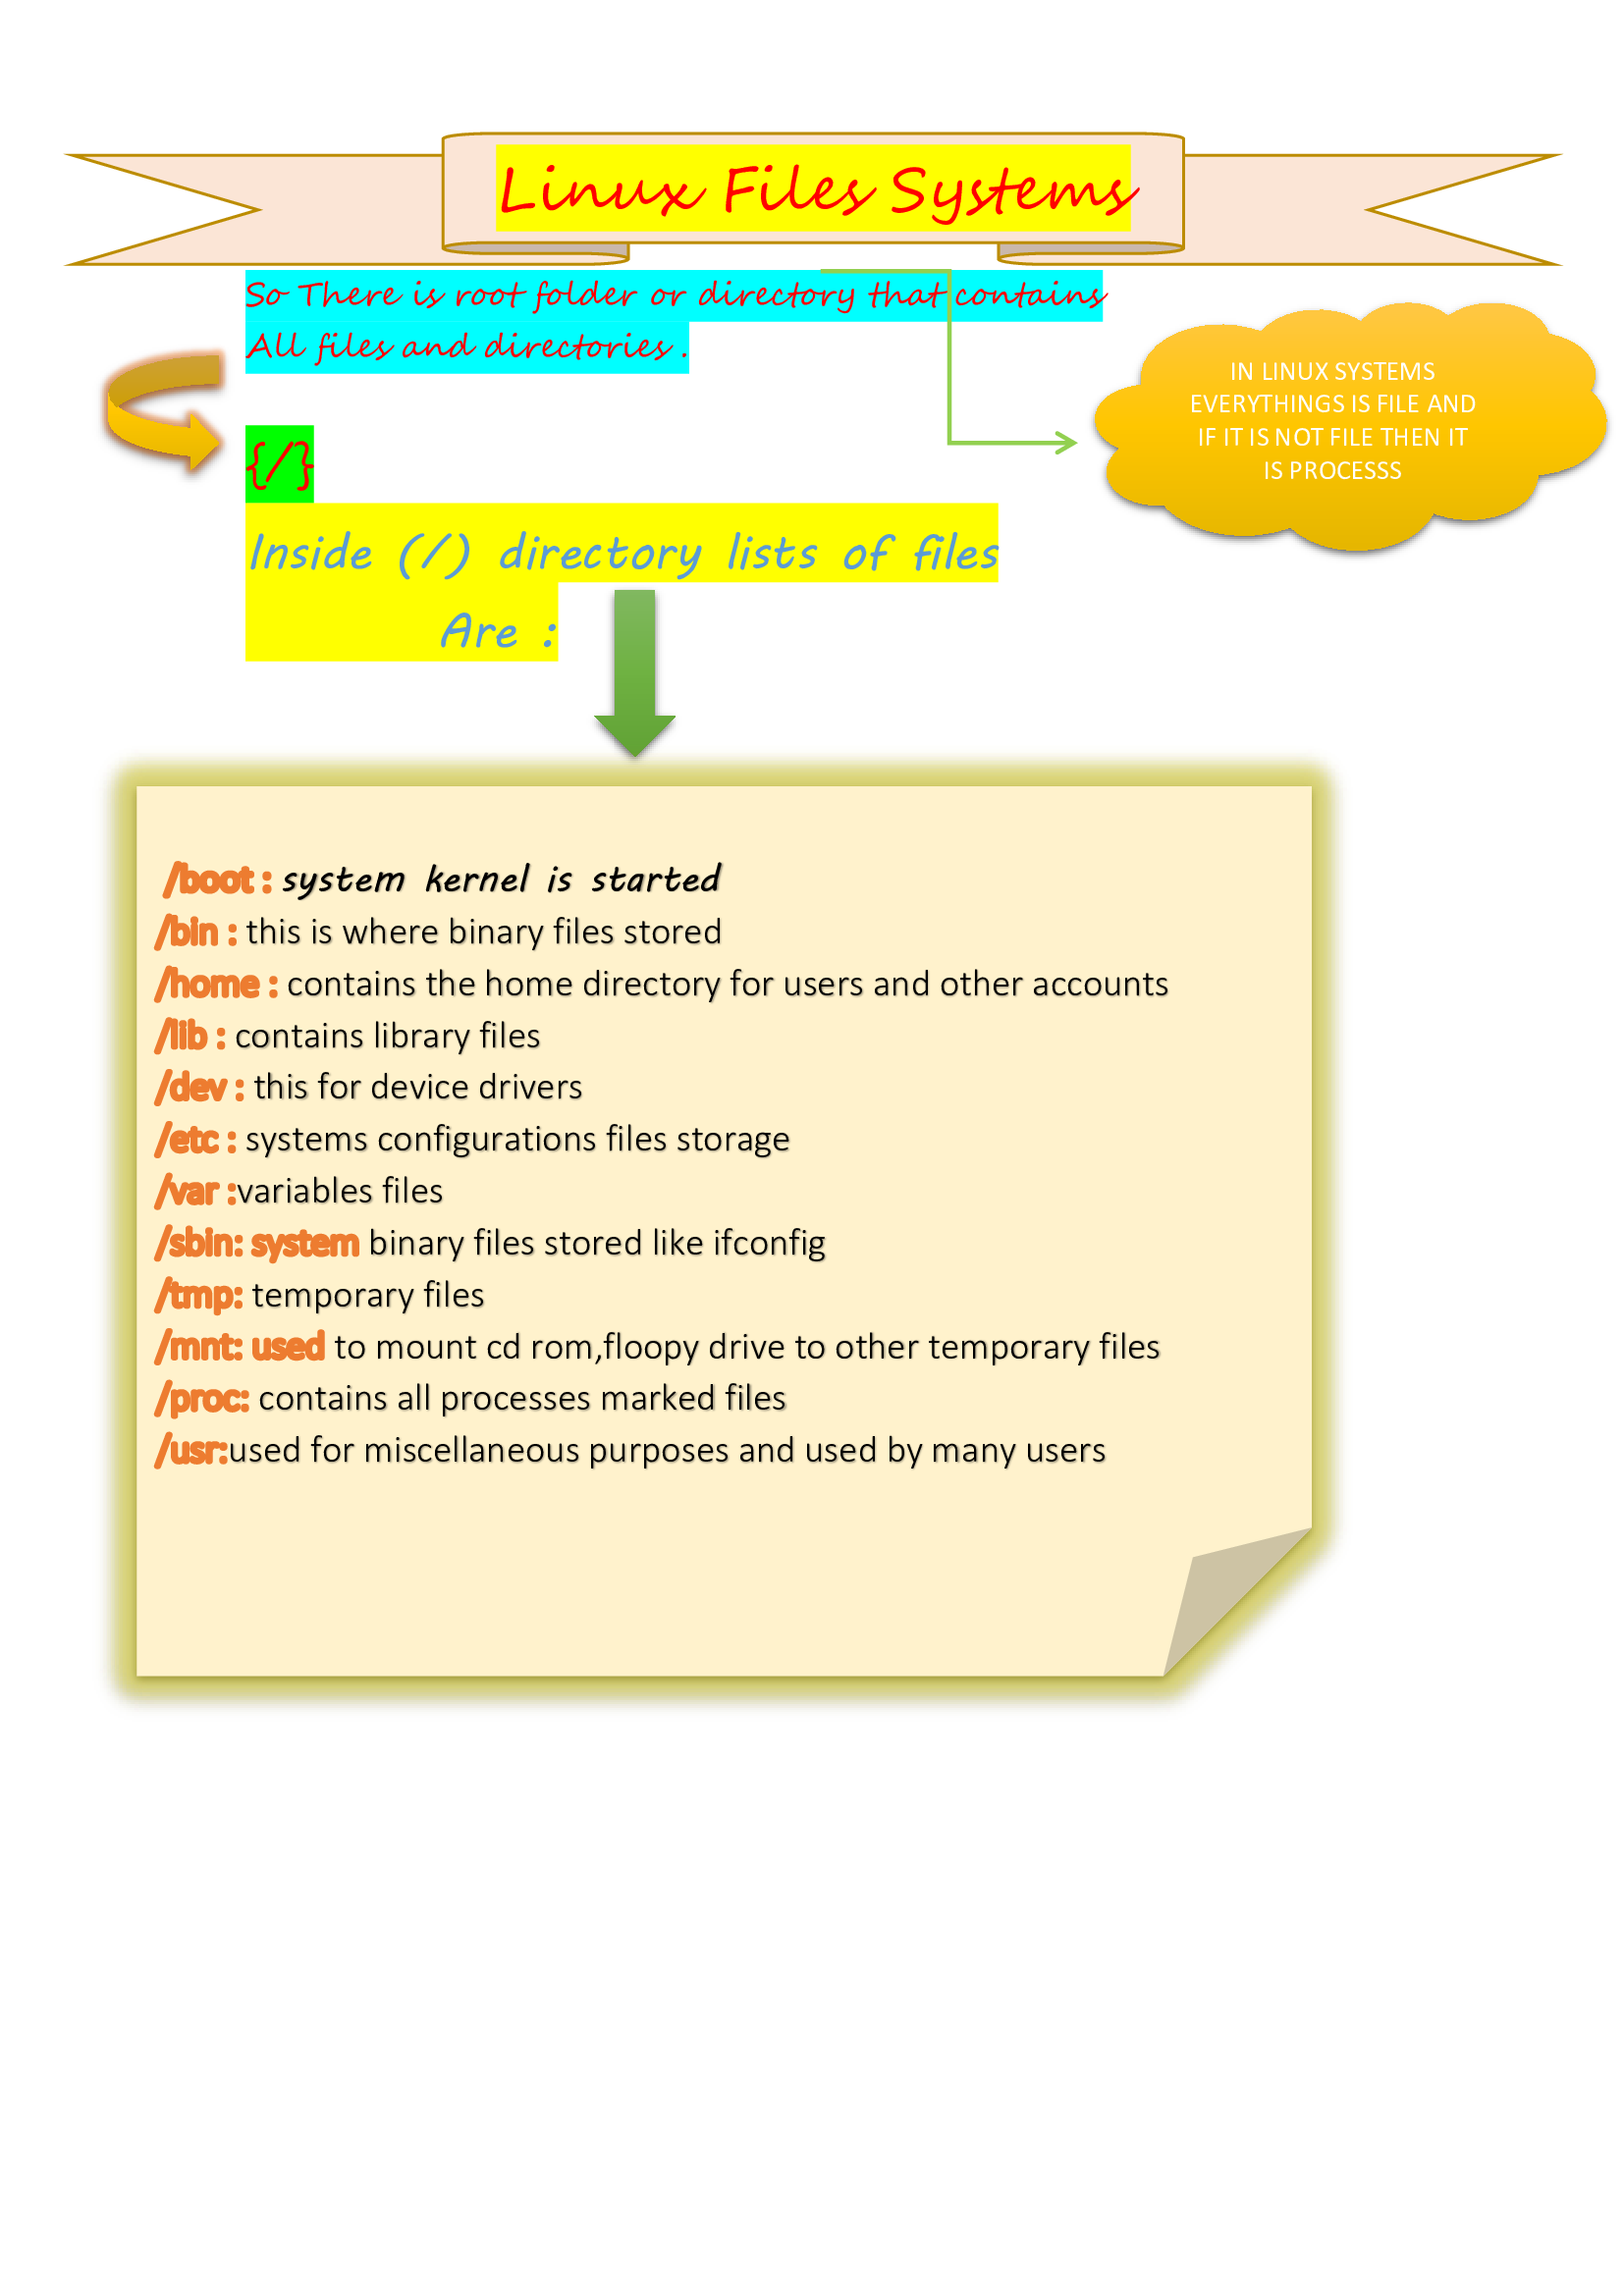 Linux Files Systems
So There is root folder or directory that contains
All files and directories .
IN LINUX SYSTEMS
EVERYTHINGS IS FILE AND
IF IT IS NOT FILE THEN IT
IS PROCESSS
{/}
Inside (/) directory lists of files
Are :
/boot : system kernel is started
/bin : this is where binary files stored
/home : contains the home directory for users and other accounts
/lib : contains library files
/dev : this for device drivers
/etc : systems configurations files storage
/var :variables files
/sbin: system binary files stored like ifconfig
/tmp: temporary files
/mnt: used to mount cd rom,floopy drive to other temporary files
/proc: contains all processes marked files
/usr:used for miscellaneous purposes and used by many users